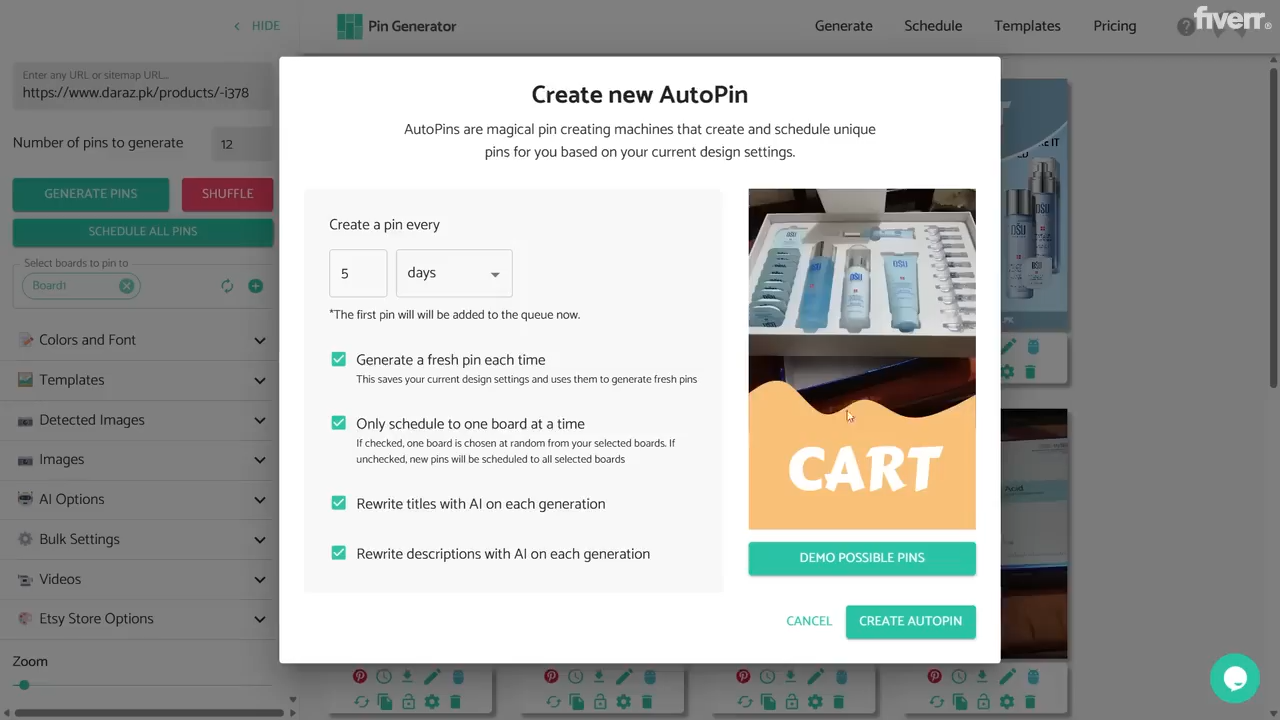 HIDE
Pin Generator
Generate
Schedule
Templates
Pricing
fiverr.
Enter any URL or sitemap URL...
https://www.daraz.pk/products/-i378
Number of pins to generate
12
GENERATE PINS
SHUFFLE
SCHEDULE ALL PINS
Select boards to pin to
Board1
Colors and Font
Templates
Detected Images
Images
AI Options
Bulk Settings
Videos
Etsy Store Options
Zoom
Create new AutoPin
AutoPins are magical pin creating machines that create and schedule unique
pins for you based on your current design settings.
Create a pin every
5
days
*The first pin will will be added to the queue now.
Generate a fresh pin each time
This saves your current design settings and uses them to generate fresh pins
Only schedule to one board at a time
If checked, one board is chosen at random from your selected boards. If
unchecked, new pins will be scheduled to all selected boards
Rewrite titles with AI on each generation
Rewrite descriptions with AI on each generation
CART
DEMO POSSIBLE PINS
CANCEL
CREATE AUTOPIN